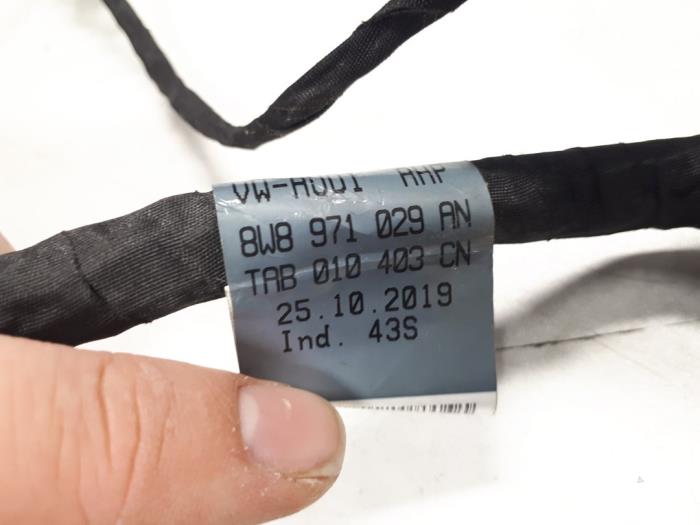 VW-AUDI AAP
8W8 971 029 AN
TAB 010 403 CN
25.10.2019
Ind. 43S